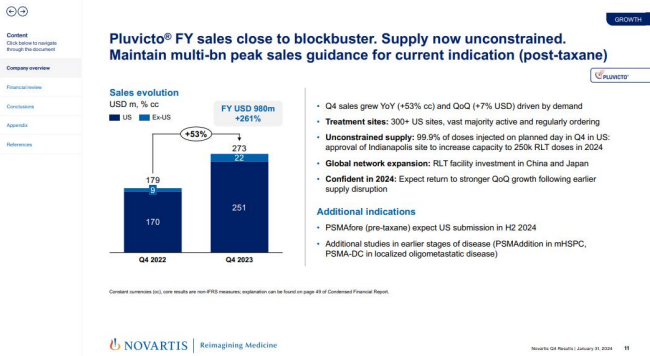 Content
Click below to navigate
through the document
Company overview
Financial review
Conclusions
Appendix
References
GROWTH
Pluvicto® FY sales close to blockbuster. Supply now unconstrained.
Maintain multi-bn peak sales guidance for current indication (post-taxane)
PLUVICTO®
Sales evolution
USD m, % cc
FY USD 980m
+261%
US
Ex-US
+53%
179
9
170
273
22
251
Q4 2022
Q4 2023
• Q4 sales grew YoY (+53% cc) and QoQ (+7% USD) driven by demand
• Treatment sites: 300+ US sites, vast majority active and regularly ordering
• Unconstrained supply: 99.9% of doses injected on planned day in Q4 in US:
approval of Indianapolis site to increase capacity to 250k RLT doses in 2024
• Global network expansion: RLT facility investment in China and Japan
• Confident in 2024: Expect return to stronger QoQ growth following earlier
supply disruption
Additional indications
• PSMAfore (pre-taxane) expect US submission in H2 2024
• Additional studies in earlier stages of disease (PSMAddition in mHSPC,
PSMA-DC in localized oligometastatic disease)
Constant currencies (cc), core results are non-IFRS measures; explanation can be found on page 49 of Condensed Financial Report.
NOVARTIS | Reimagining Medicine
Novartis Q4 Results | January 31, 2024
11